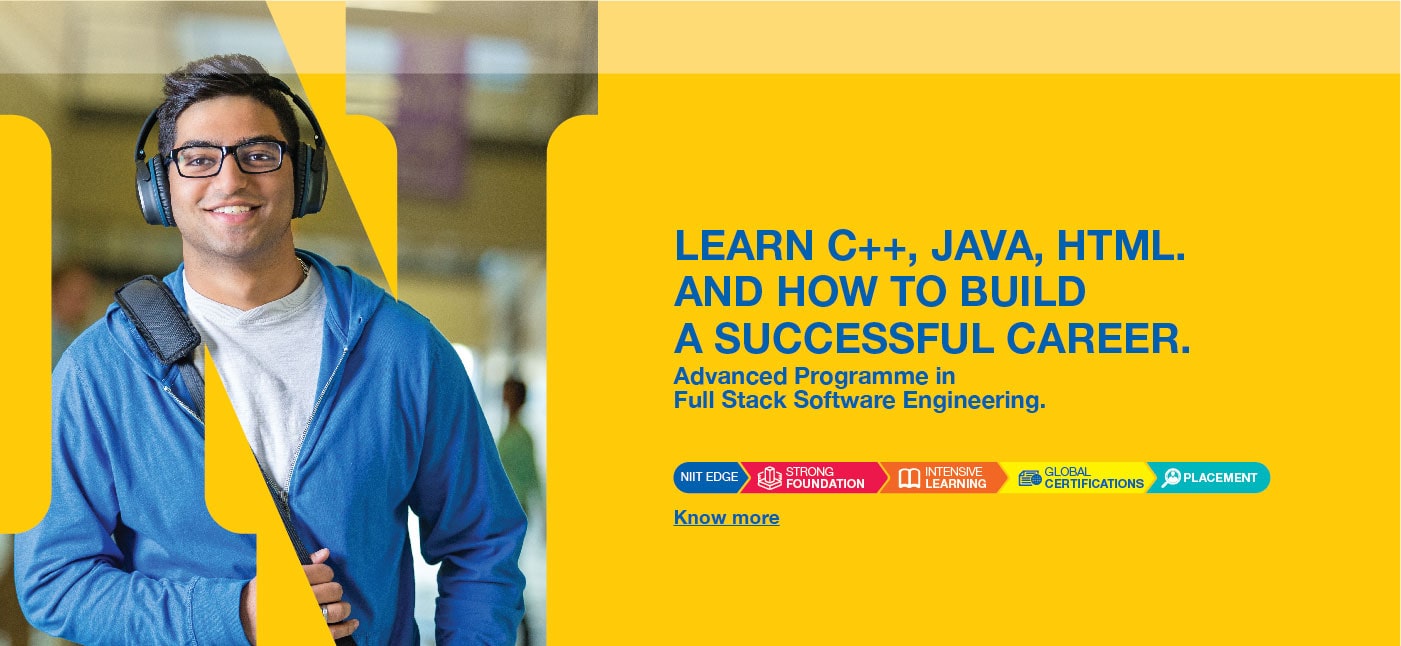 LEARN C++, JAVA, HTML.
AND HOW TO BUILD
A SUCCESSFUL CAREER.
Advanced Programme in
Full Stack Software Engineering.
NIIT EDGE
STRONG
FOUNDATION
INTENSIVE
LEARNING
GLOBAL
CERTIFICATIONS
PLACEMENT
Know more